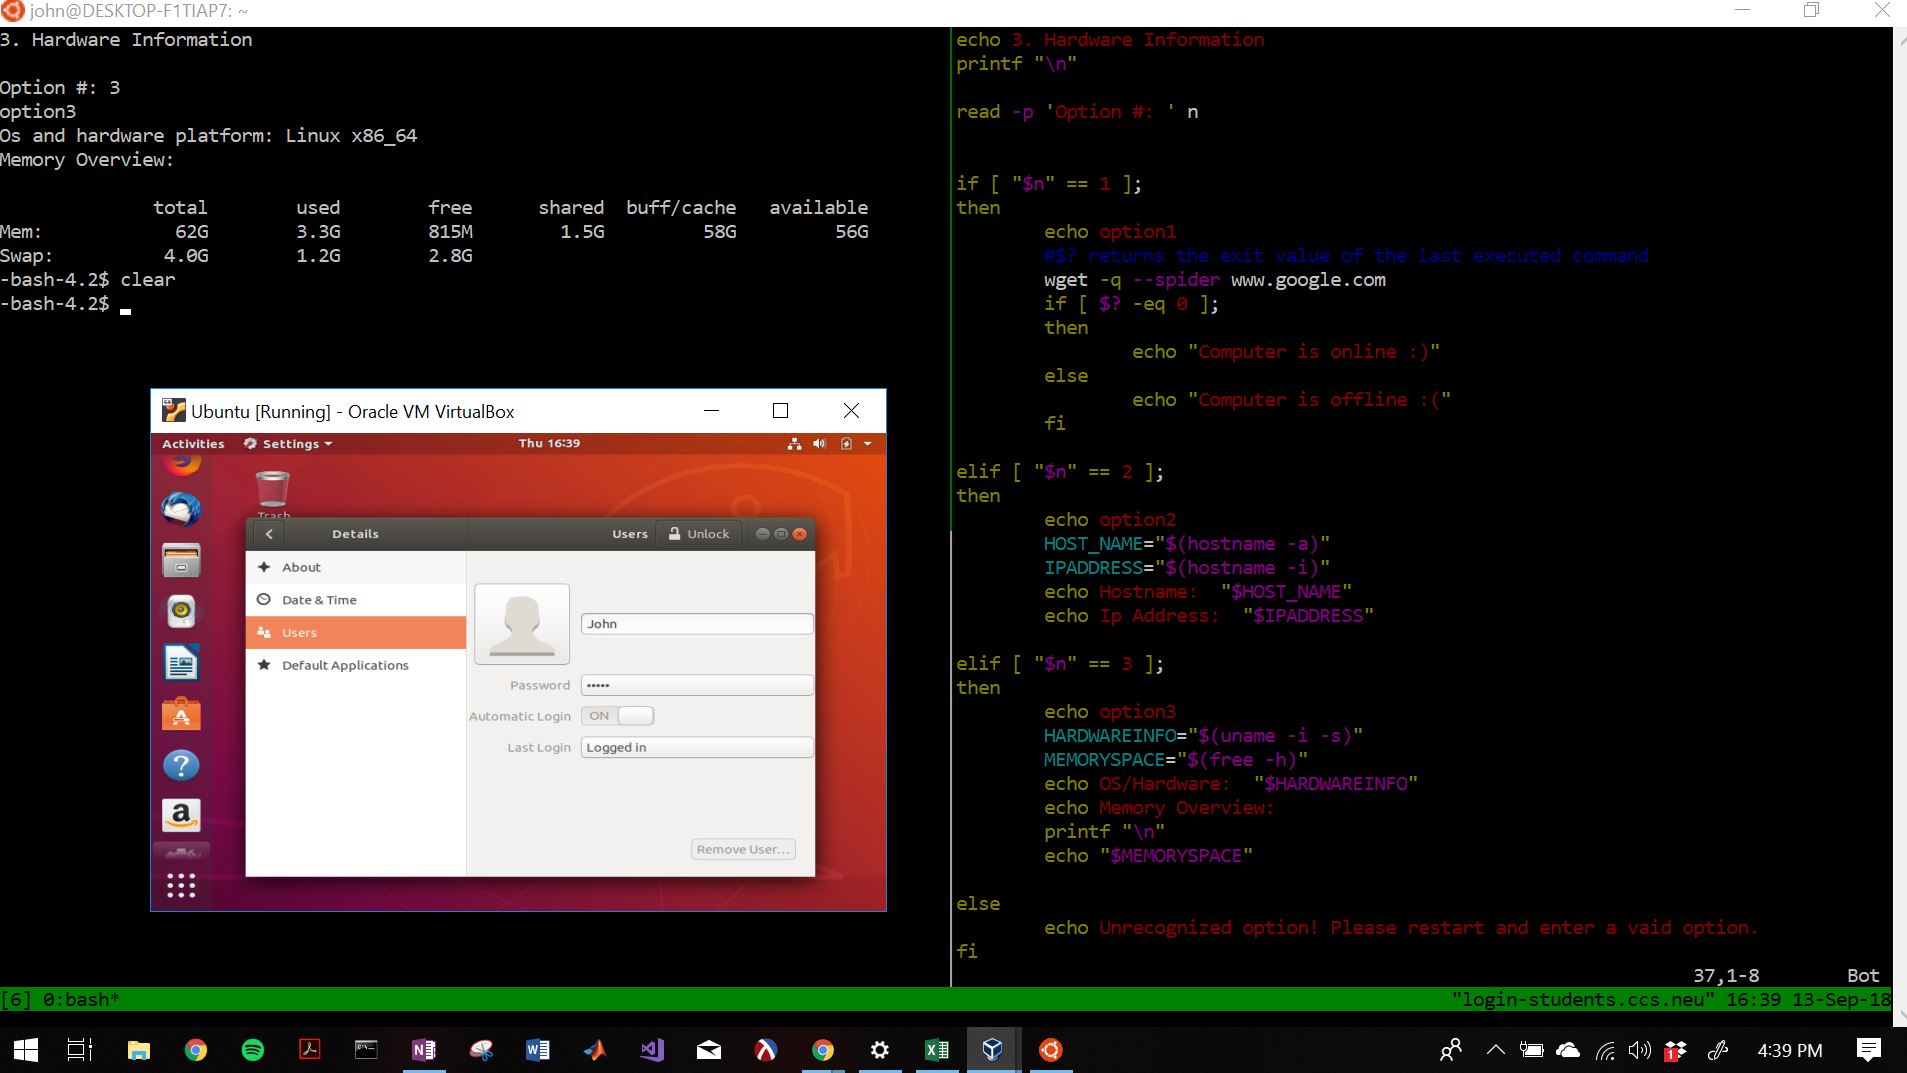 john@DESKTOP-F1TIAP7: ~
3. Hardware Information
Option #: 3
option3
Os and hardware platform: Linux x86_64
Memory Overview:
total used free shared buff/cache available
Mem: 62G 3.3G 815M 1.5G 58G 56G
Swap: 4.0G 1.2G 2.8G
-bash-4.2$ clear
-bash-4.2$
Ubuntu [Running] - Oracle VM VirtualBox
Activities Settings Thu 16:39
Trash
Details Users Unlock
About
Date & Time
Users
Default Applications
John
Password •••••
Automatic Login ON
Last Login Logged in
Remove User...
echo 3. Hardware Information
printf "\n"
read -p 'Option #: ' n
if [ "$n" == 1 ];
then
echo option1
#$? returns the exit value of the last executed command
wget -q --spider www.google.com
if [ $? -eq 0 ];
then
echo "Computer is online :)"
else
echo "Computer is offline :("
fi
elif [ "$n" == 2 ];
then
echo option2
HOST_NAME="$(hostname -a)"
IPADDRESS="$(hostname -i)"
echo Hostname:  "$HOST_NAME"
echo Ip Address:  "$IPADDRESS"
elif [ "$n" == 3 ];
then
echo option3
HARDWAREINFO="$(uname -i -s)"
MEMORYSPACE="$(free -h)"
echo OS/Hardware:  "$HARDWAREINFO"
echo Memory Overview:
printf "\n"
echo "$MEMORYSPACE"
else
echo Unrecognized option! Please restart and enter a vaid option.
fi
37,1-8 Bot
[6] 0:bash* "login-students.ccs.neu" 16:39 13-Sep-18
4:39 PM